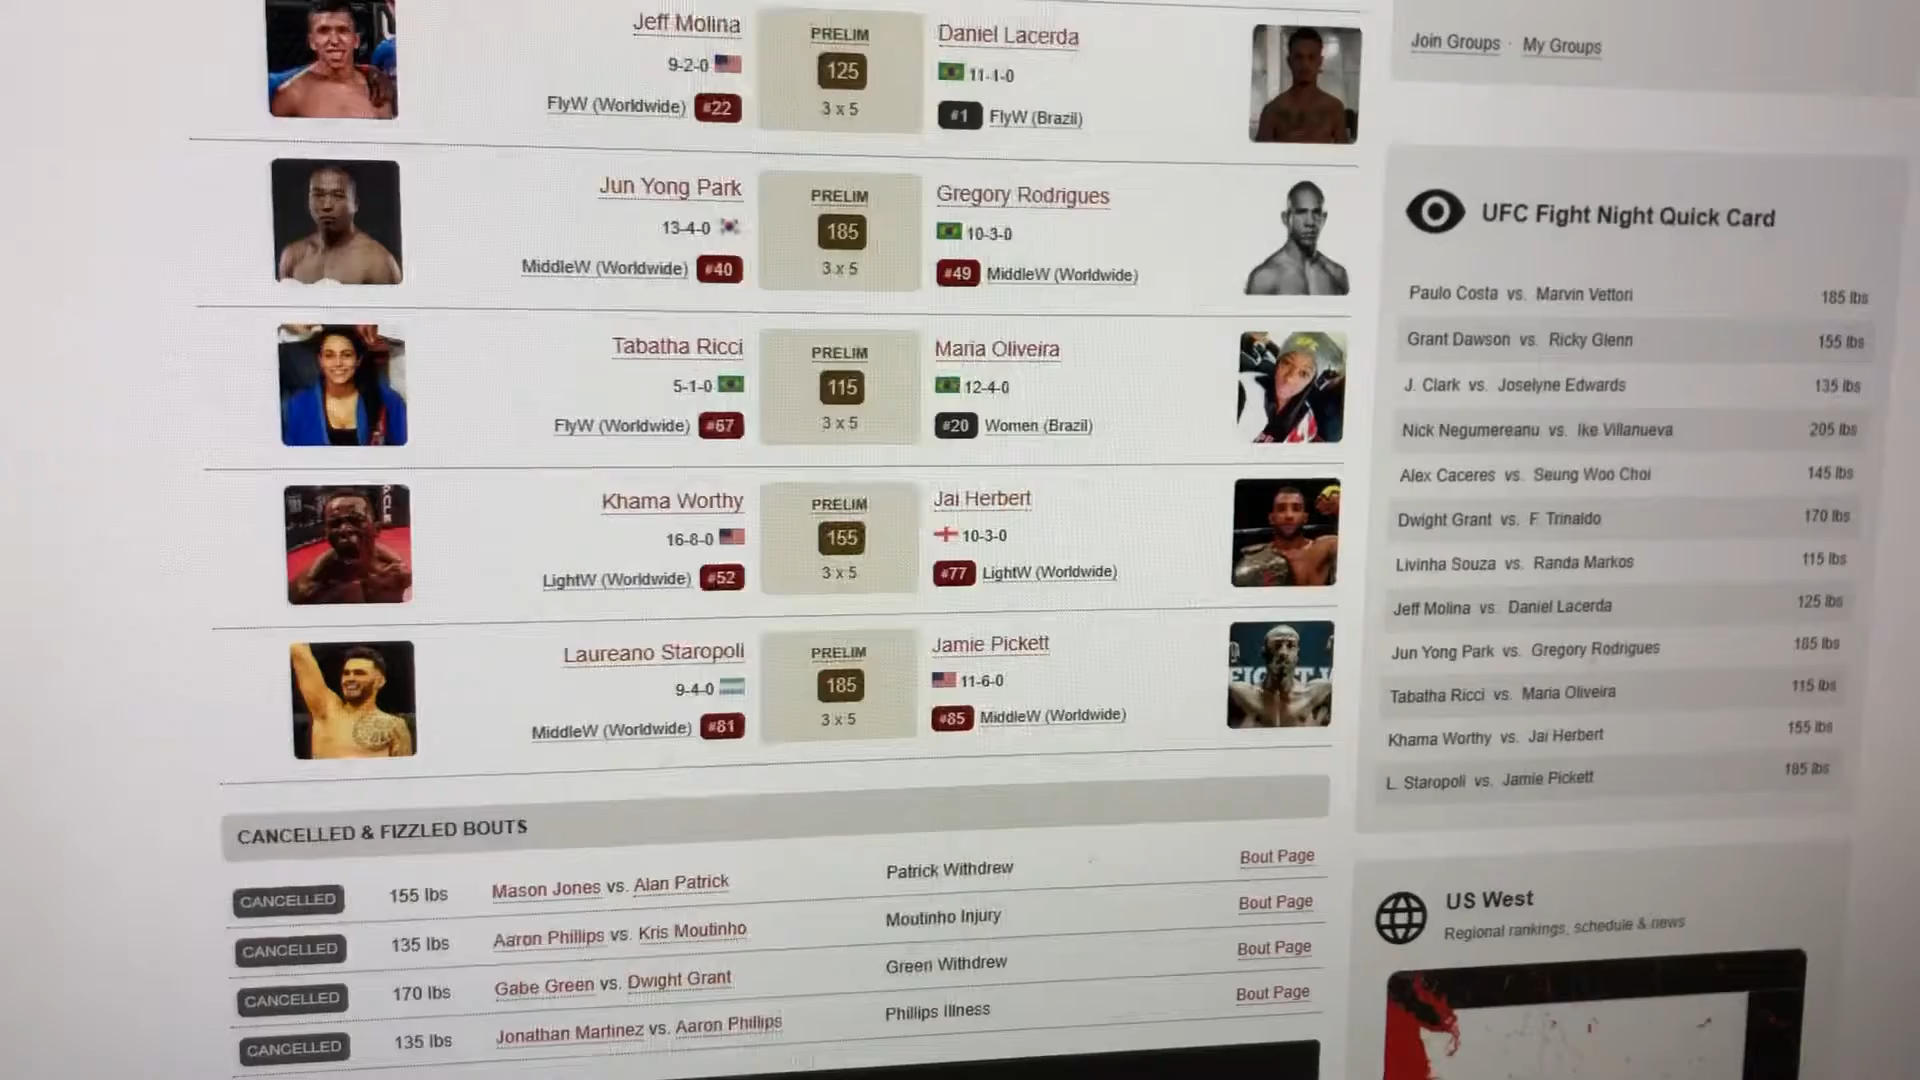 Jeff Molina
9-2-0
FlyW (Worldwide) #22
PRELIM
125
3 x 5
Daniel Lacerda
11-1-0
#1 FlyW (Brazil)
Jun Yong Park
13-4-0
MiddleW (Worldwide) #40
PRELIM
185
3 x 5
Gregory Rodrigues
10-3-0
#49 MiddleW (Worldwide)
Tabatha Ricci
5-1-0
FlyW (Worldwide) #67
PRELIM
115
3 x 5
Maria Oliveira
12-4-0
#20 Women (Brazil)
Khama Worthy
16-8-0
LightW (Worldwide) #52
PRELIM
155
3 x 5
Jai Herbert
10-3-0
#77 LightW (Worldwide)
Laureano Staropoli
9-4-0
MiddleW (Worldwide) #81
PRELIM
185
3 x 5
Jamie Pickett
11-6-0
#85 MiddleW (Worldwide)
CANCELLED & FIZZLED BOUTS
CANCELLED 155 lbs Mason Jones vs. Alan Patrick Patrick Withdrew Bout Page
CANCELLED 135 lbs Aaron Phillips vs. Kris Moutinho Moutinho Injury Bout Page
CANCELLED 170 lbs Gabe Green vs. Dwight Grant Green Withdrew Bout Page
CANCELLED 135 lbs Jonathan Martinez vs. Aaron Phillips Phillips Illness Bout Page
Join Groups · My Groups
UFC Fight Night Quick Card
Paulo Costa vs. Marvin Vettori 185 lbs
Grant Dawson vs. Ricky Glenn 155 lbs
J. Clark vs. Joselyne Edwards 135 lbs
Nick Negumereanu vs. Ike Villanueva 205 lbs
Alex Caceres vs. Seung Woo Choi 145 lbs
Dwight Grant vs. F. Trinaldo 170 lbs
Livinha Souza vs. Randa Markos 115 lbs
Jeff Molina vs. Daniel Lacerda 125 lbs
Jun Yong Park vs. Gregory Rodrigues 185 lbs
Tabatha Ricci vs. Maria Oliveira 115 lbs
Khama Worthy vs. Jai Herbert 155 lbs
L. Staropoli vs. Jamie Pickett 185 lbs
US West
Regional rankings, schedule & news